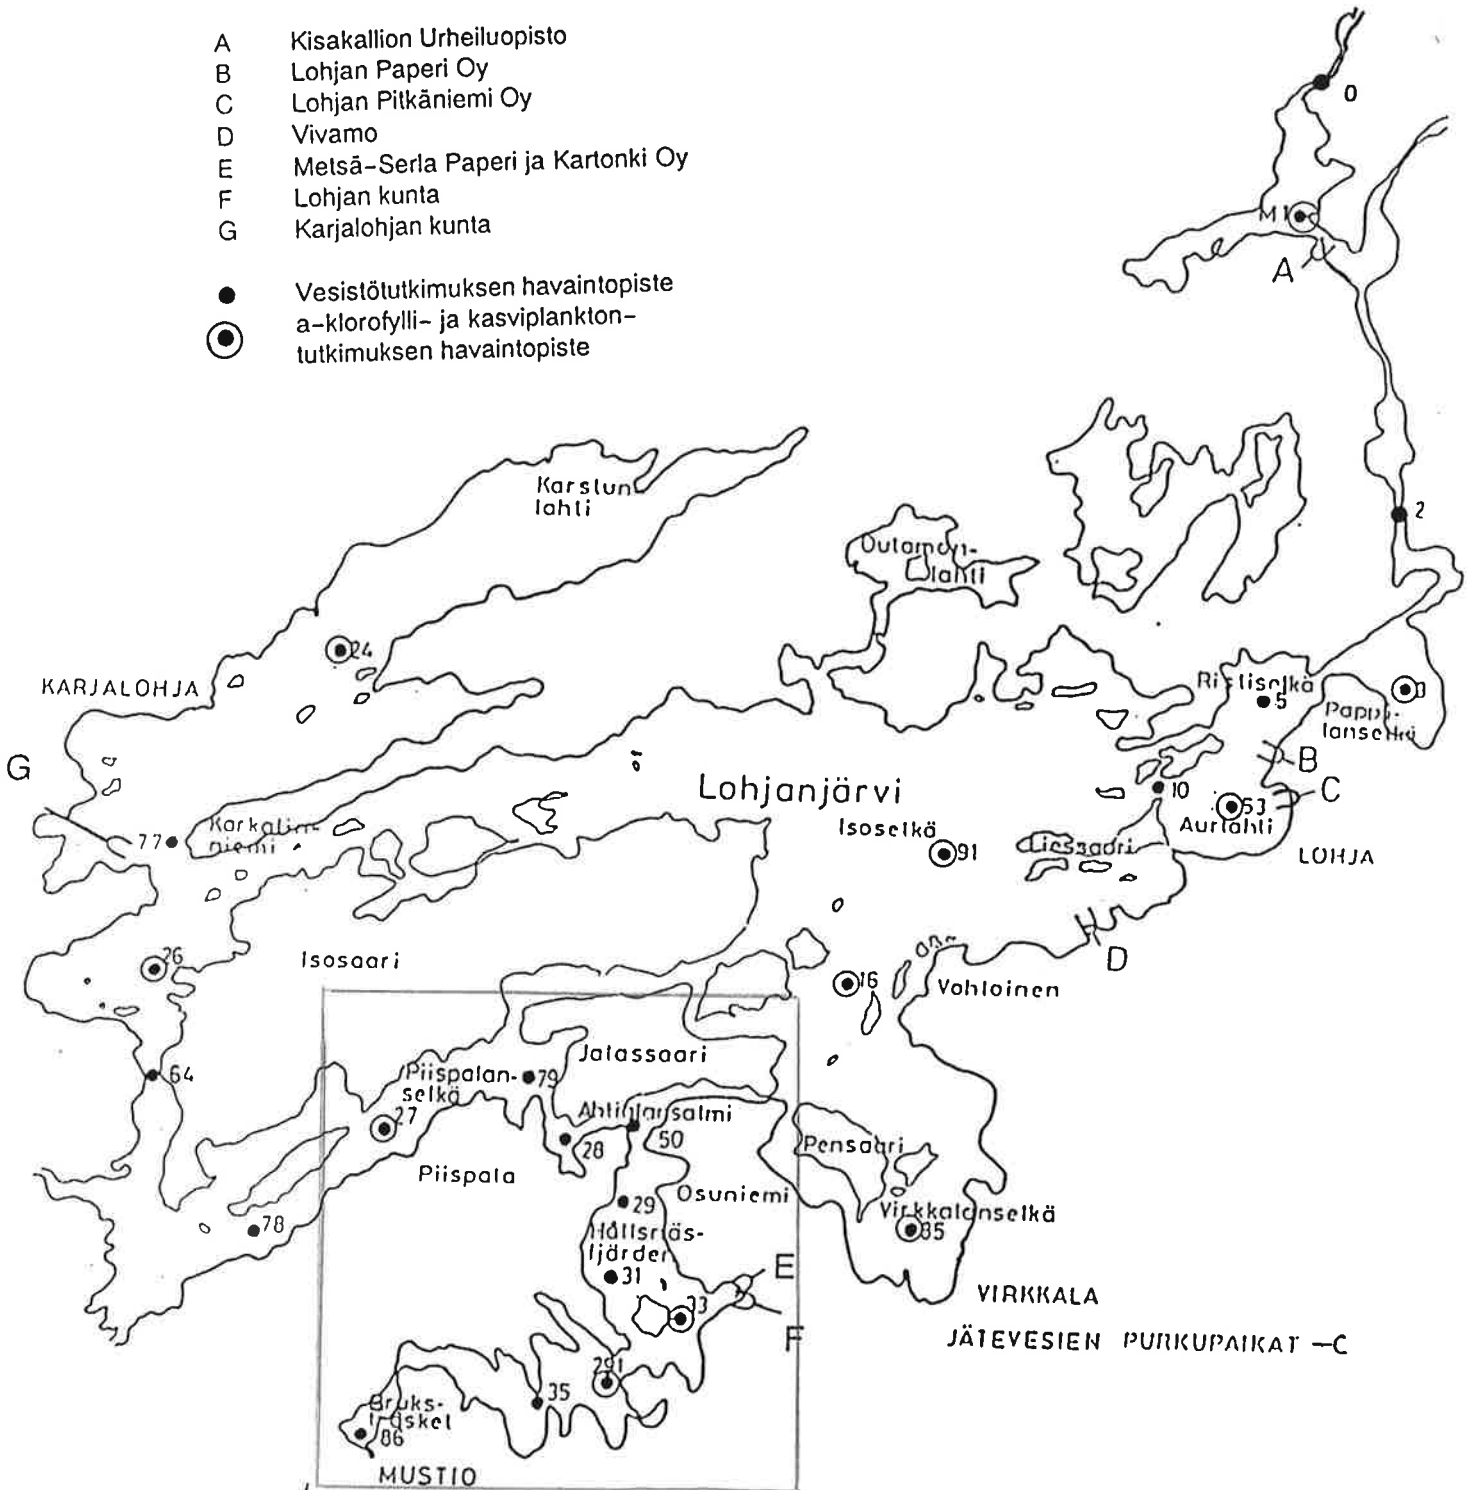 A Kisakallion Urheiluopisto
B Lohjan Paperi Oy
C Lohjan Pitkäniemi Oy
D Vivamo
E Metsä-Serla Paperi ja Kartonki Oy
F Lohjan kunta
G Karjalohjan kunta
Vesistötutkimuksen havaintopiste
a-klorofylli- ja kasviplankton-
tutkimuksen havaintopiste
0
M1
A
2
Karstun
lahti
Outamon-
lahti
24
KARJALOHJA
Ristiselkä
5
Pappi-
lanselkä
G
B
C
Lohjanjärvi
10
53
Aurlahti
Isoselkä
77
Karkalin-
niemi
91
Liessaari
LOHJA
26
Isosaari
D
16
Vohloinen
64
Piispalan-
selkä
79
Jalassaari
27
Ahtialansalmi
28
50
Pensaari
Piispala
29
Osuniemi
78
Virkkalanselkä
85
Hållsnäs-
fjärden
31
E
33
VIRKKALA
F
JÄTEVESIEN PURKUPAIKAT -C
291
35
Bruks-
träsket
86
MUSTIO